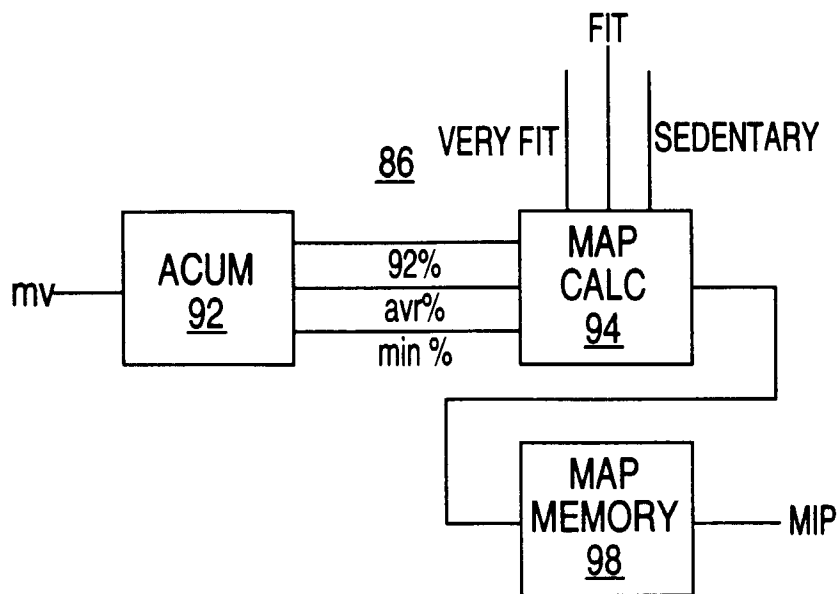 FIT
VERY FIT
SEDENTARY
86
mv
ACUM
92
92%
avr%
min %
MAP
CALC
94
MAP
MEMORY
98
MIP